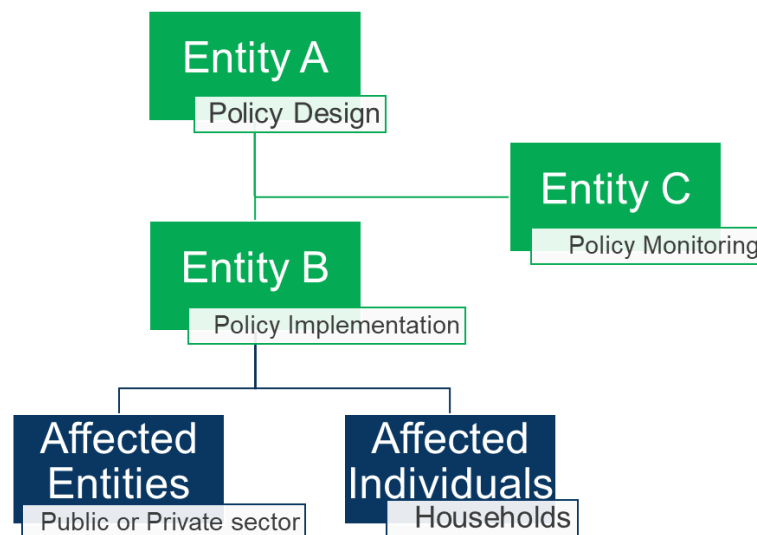 Entity A
Policy Design
Entity C
Policy Monitoring
Entity B
Policy Implementation
Affected
Entities
Public or Private sector
Affected
Individuals
Households